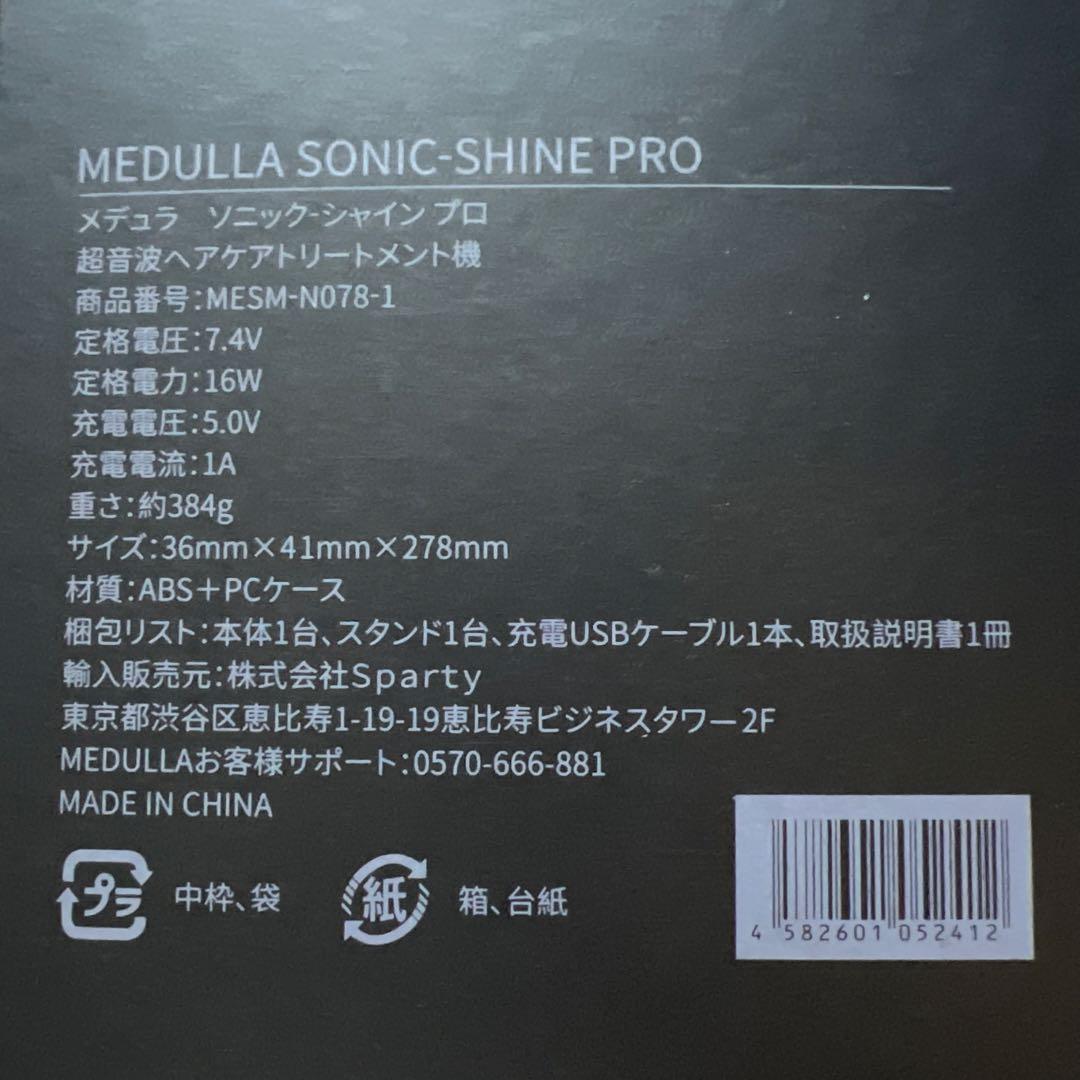 MEDULLA SONIC-SHINE PRO
メデュラ　ソニック-シャイン プロ
超音波ヘアケアトリートメント機
商品番号：MESM-N078-1
定格電圧：7.4V
定格電力：16W
充電電圧：5.0V
充電電流：1A
重さ：約384g
サイズ：36mm×41mm×278mm
材質：ABS＋PCケース
梱包リスト：本体1台、スタンド1台、充電USBケーブル1本、取扱説明書1冊
輸入販売元：株式会社Sparty
東京都渋谷区恵比寿1-19-19恵比寿ビジネスタワー2F
MEDULLAお客様サポート：0570-666-881
MADE IN CHINA
プラ 中枠、袋 紙 箱、台紙
4 582601 052412